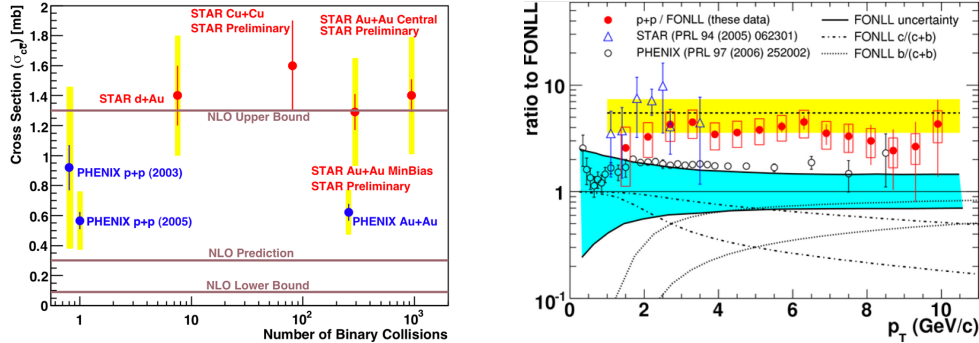 Cross Section (σcc̄) [mb]
2
1.8
1.6
1.4
1.2
1
0.8
0.6
0.4
0.2
0
STAR Cu+Cu
STAR Preliminary
STAR Au+Au Central
STAR Preliminary
STAR d+Au
NLO Upper Bound
PHENIX p+p (2003)
STAR Au+Au MinBias
STAR Preliminary
PHENIX p+p (2005)
PHENIX Au+Au
NLO Prediction
NLO Lower Bound
1
10
10²
10³
Number of Binary Collisions
ratio to FONLL
10
1
10⁻¹
p+p / FONLL (these data)
STAR (PRL 94 (2005) 062301)
PHENIX (PRL 97 (2006) 252002)
FONLL uncertainty
FONLL c/(c+b)
FONLL b/(c+b)
0 2 4 6 8 10
pT (GeV/c)